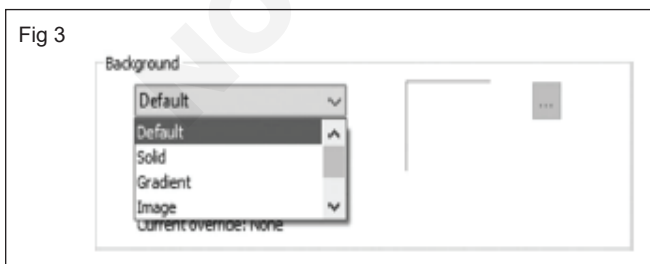 Fig 3
Background
Default
Default
Solid
Gradient
Image
Current override: None
...